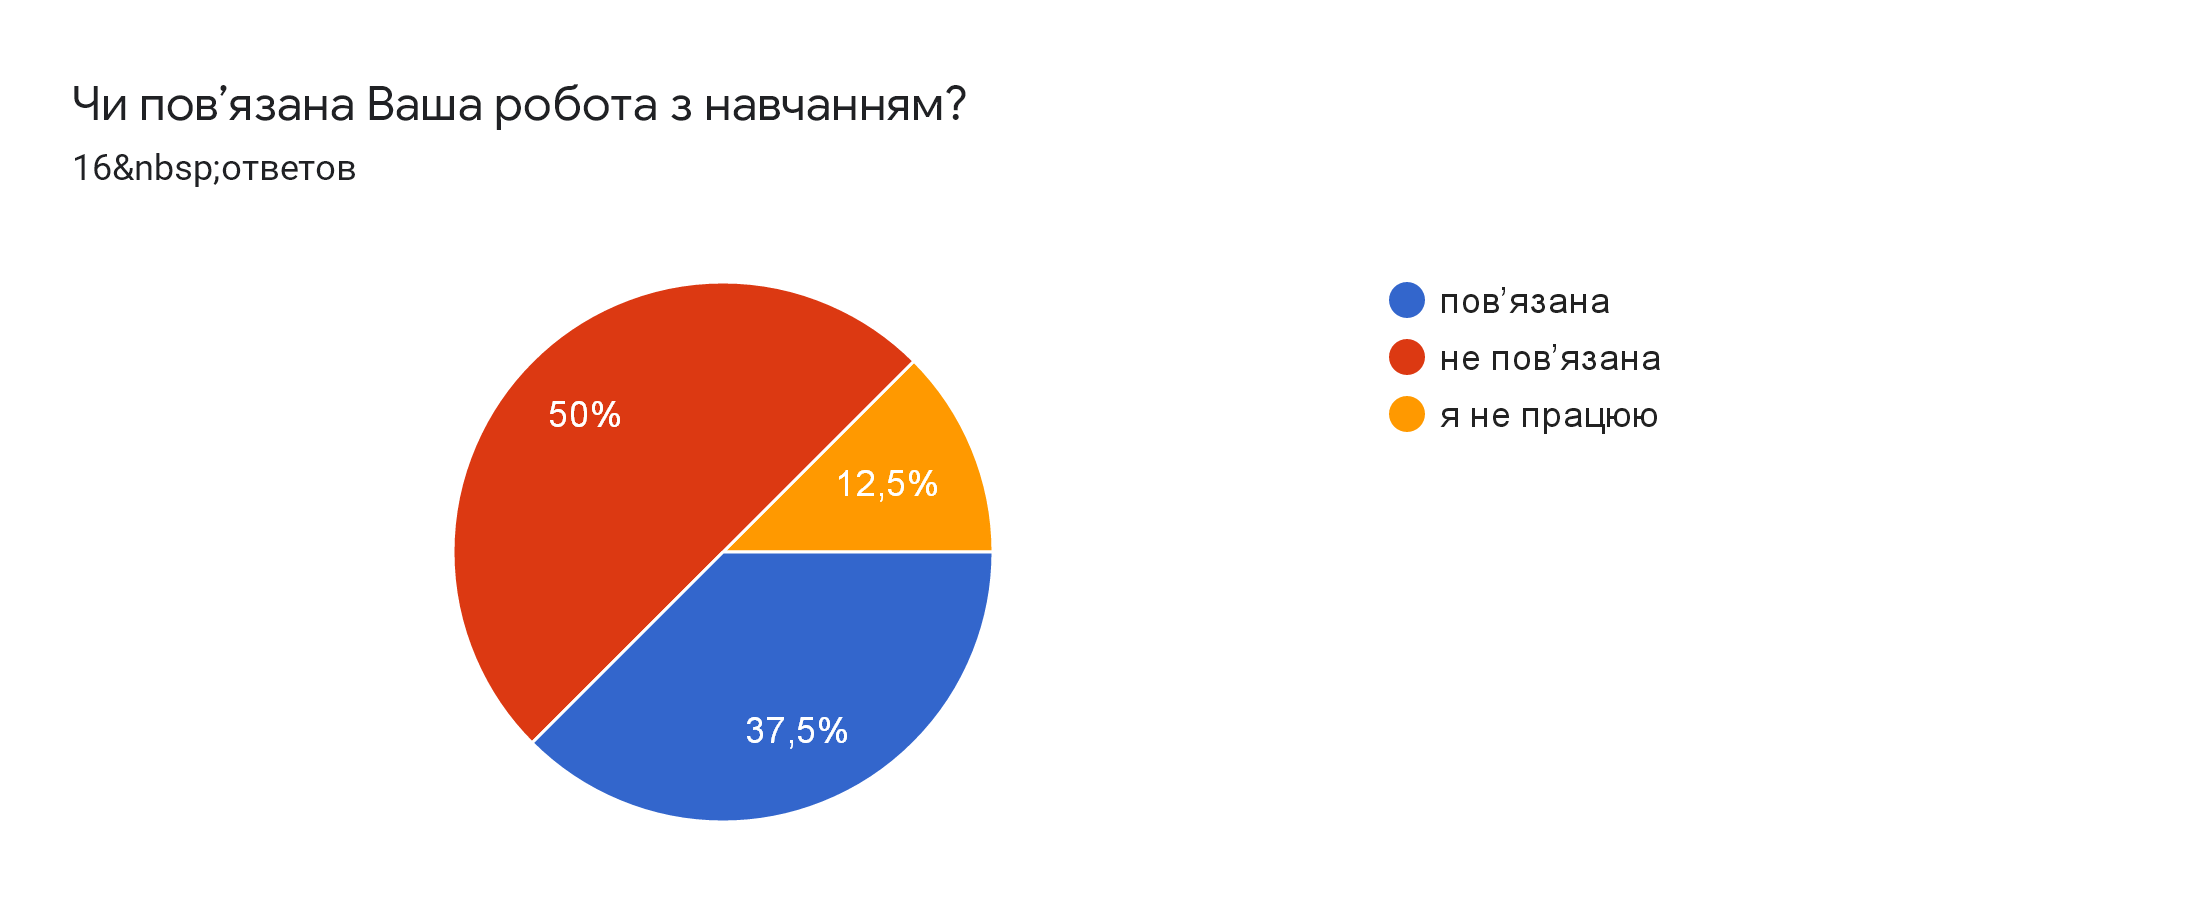 Чи пов’язана Ваша робота з навчанням?
16&nbsp;ответов
50%
12,5%
37,5%
пов’язана
не пов’язана
я не працюю